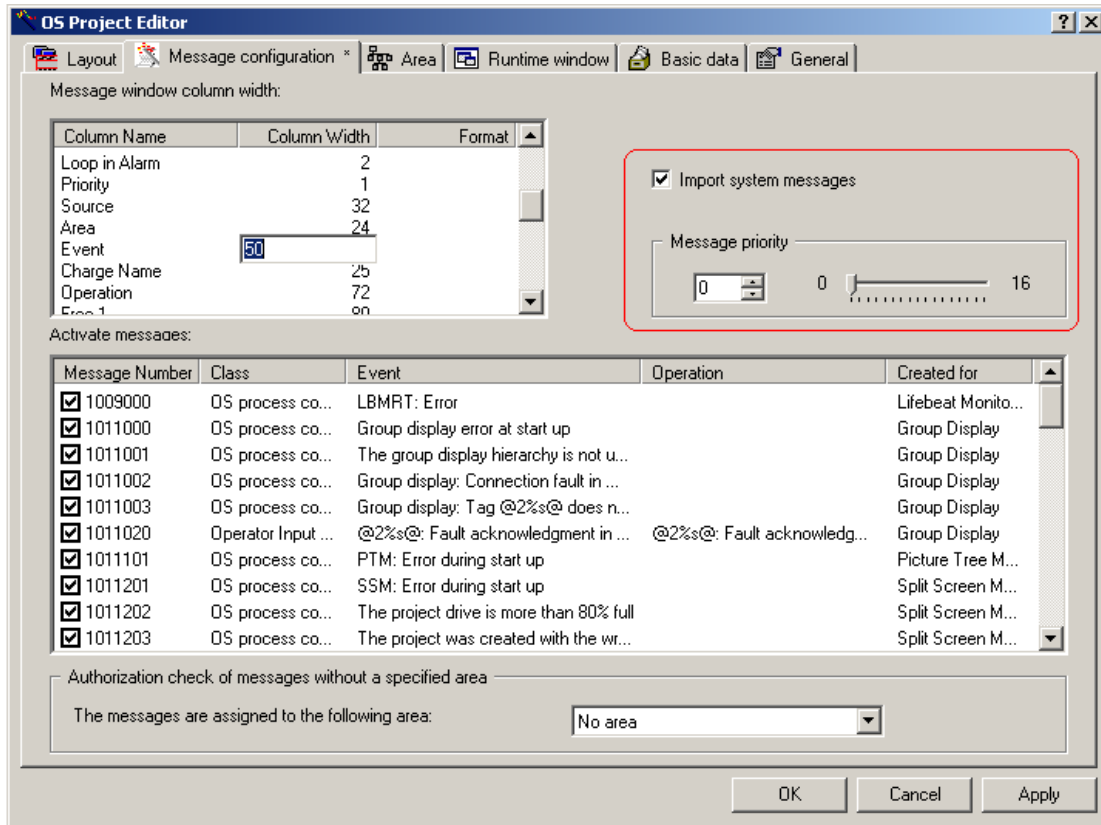 OS Project Editor
Layout Message configuration * Area Runtime window Basic data General
Message window column width:
Column Name Column Width Format
Loop in Alarm 2
Priority 1
Source 32
Area 24
Event 50
Charge Name 25
Operation 72
Free 1 80
Import system messages
Message priority
0 0 16
Activate messages:
Message Number Class Event Operation Created for
1009000 OS process co... LBMRT: Error Lifebeat Monito...
1011000 OS process co... Group display error at start up Group Display
1011001 OS process co... The group display hierarchy is not u... Group Display
1011002 OS process co... Group display: Connection fault in ... Group Display
1011003 OS process co... Group display: Tag @2%s@ does n... Group Display
1011020 Operator Input ... @2%s@: Fault acknowledgment in ... @2%s@: Fault acknowledg... Group Display
1011101 OS process co... PTM: Error during start up Picture Tree M...
1011201 OS process co... SSM: Error during start up Split Screen M...
1011202 OS process co... The project drive is more than 80% full Split Screen M...
1011203 OS process co... The project was created with the wr... Split Screen M...
Authorization check of messages without a specified area
The messages are assigned to the following area: No area
OK Cancel Apply